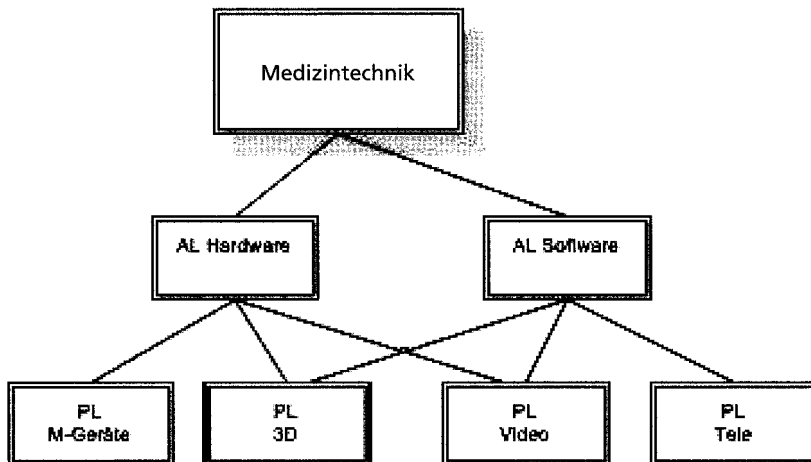 Medizintechnik
AL Hardware
AL Software
PL
M-Geräte
PL
3D
PL
Video
PL
Tele